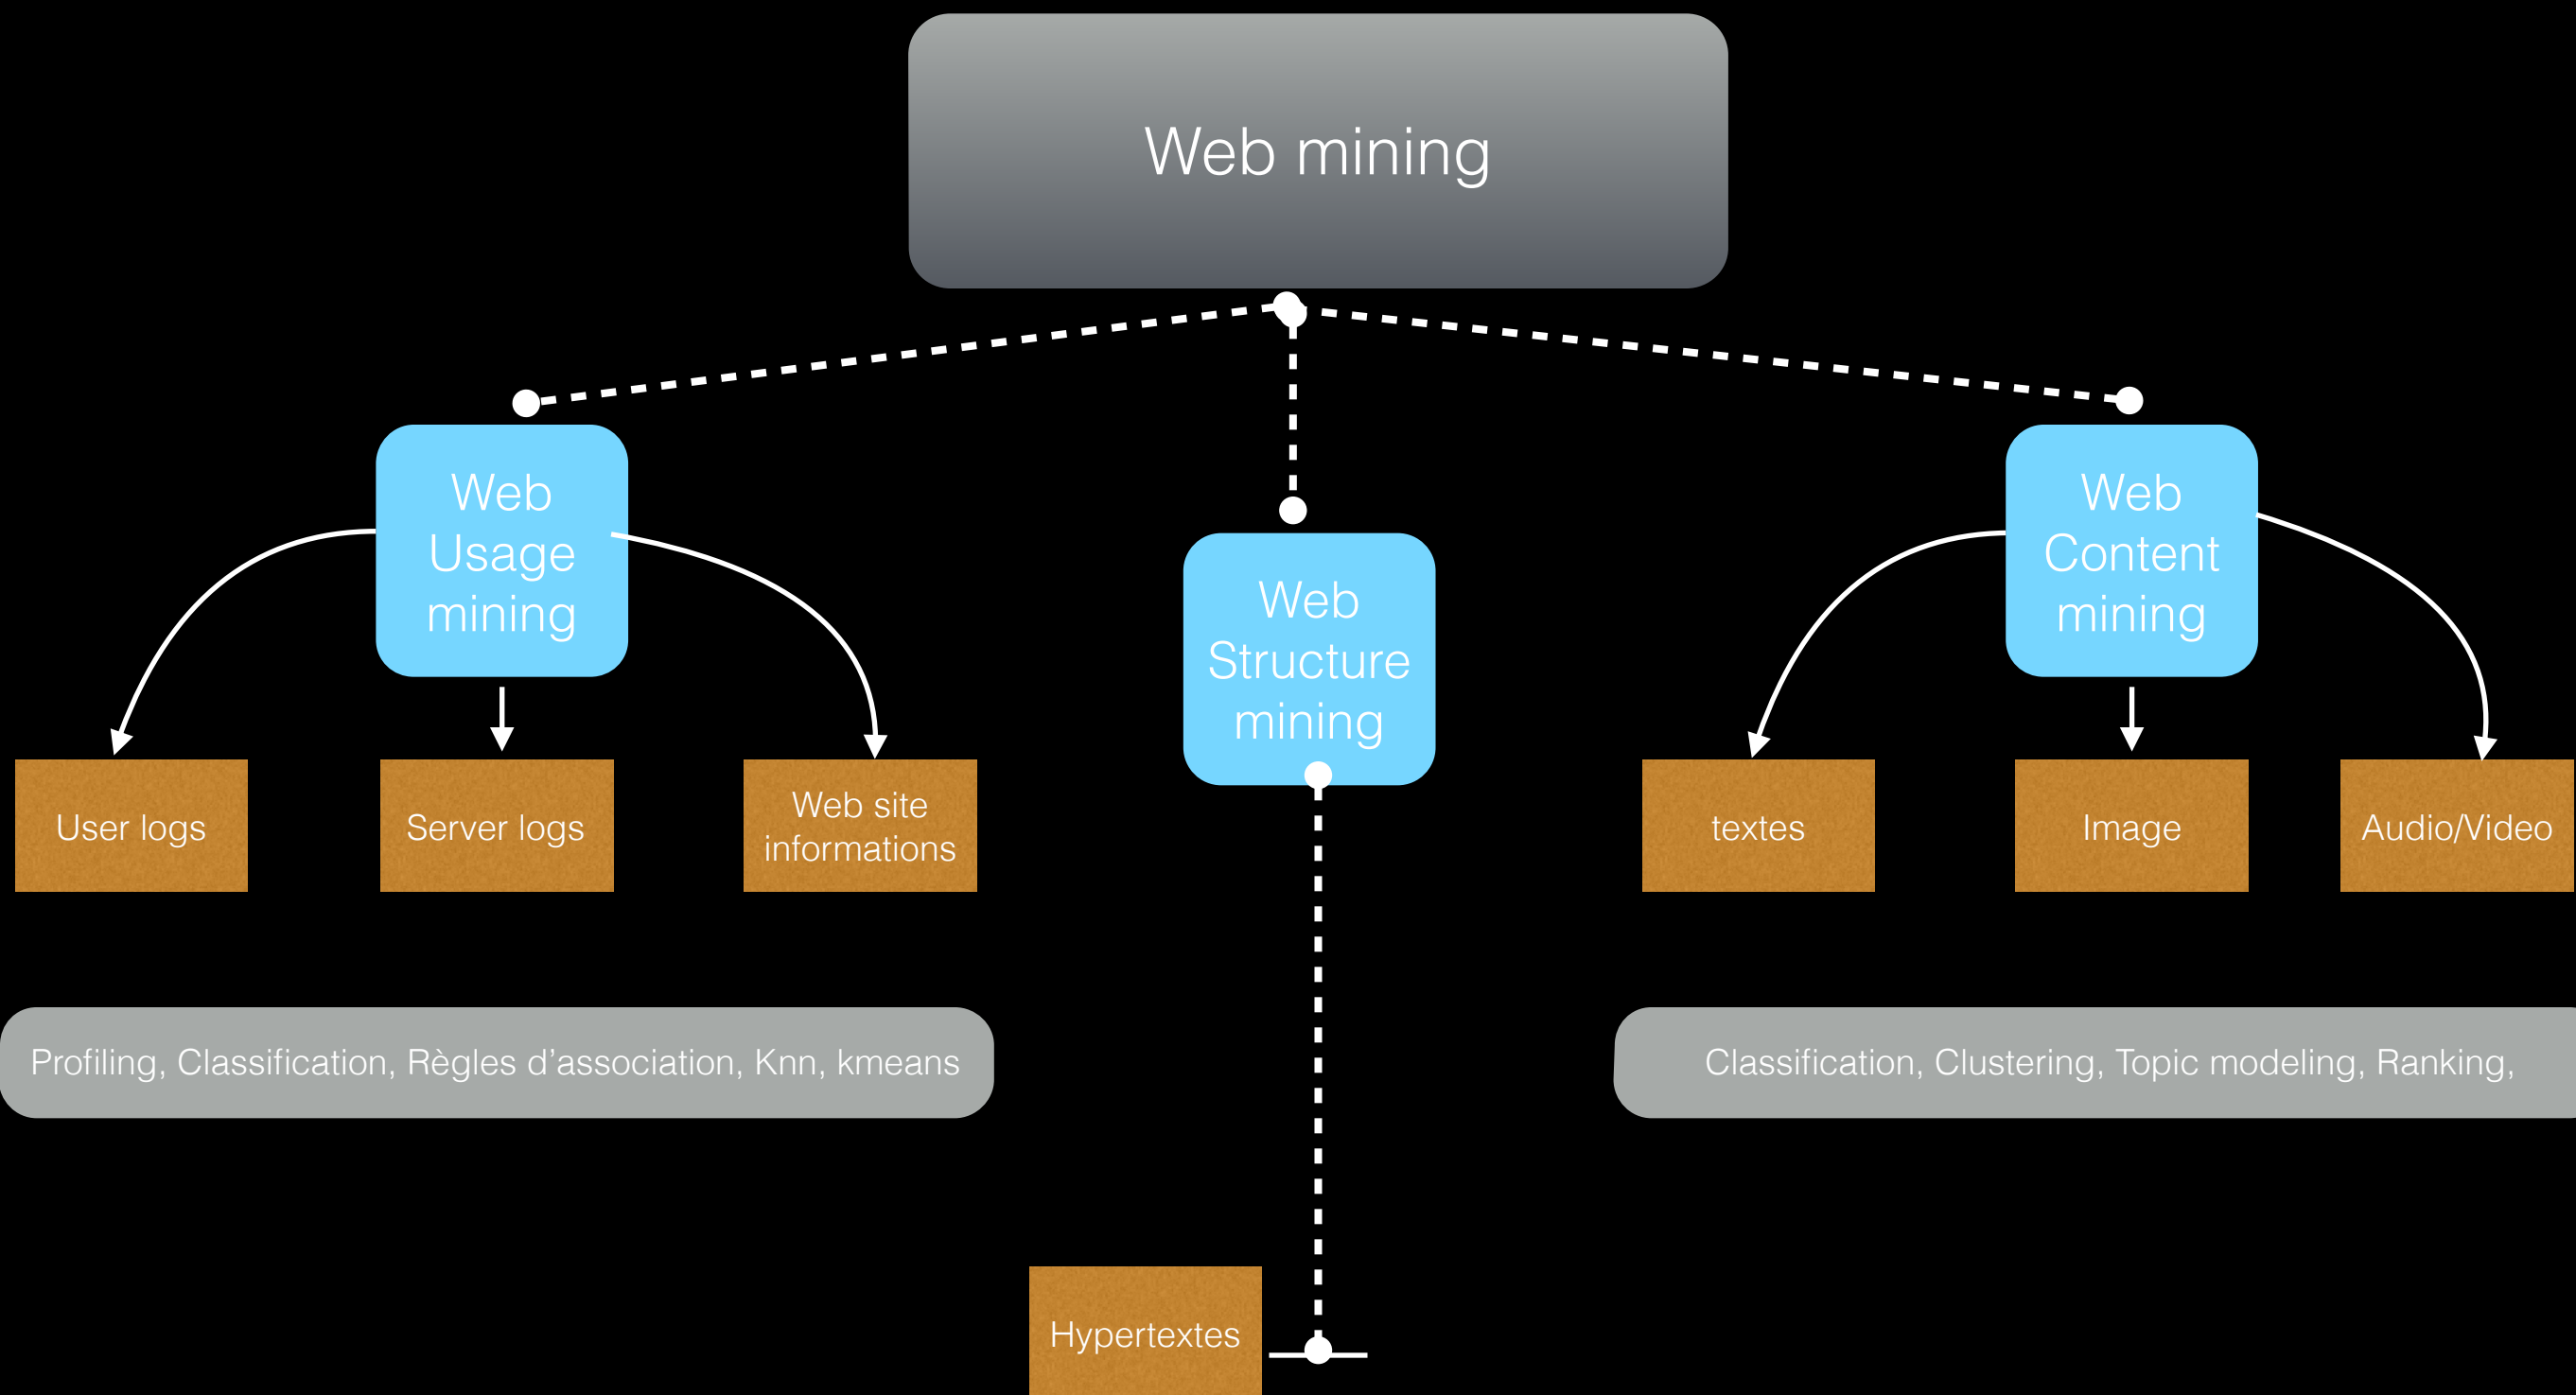 Web mining
Web
Usage
mining
Web
Structure
mining
Web
Content
mining
User logs
Server logs
Web site
informations
textes
Image
Audio/Video
Profiling, Classification, Règles d’association, Knn, kmeans
Classification, Clustering, Topic modeling, Ranking,
Hypertextes